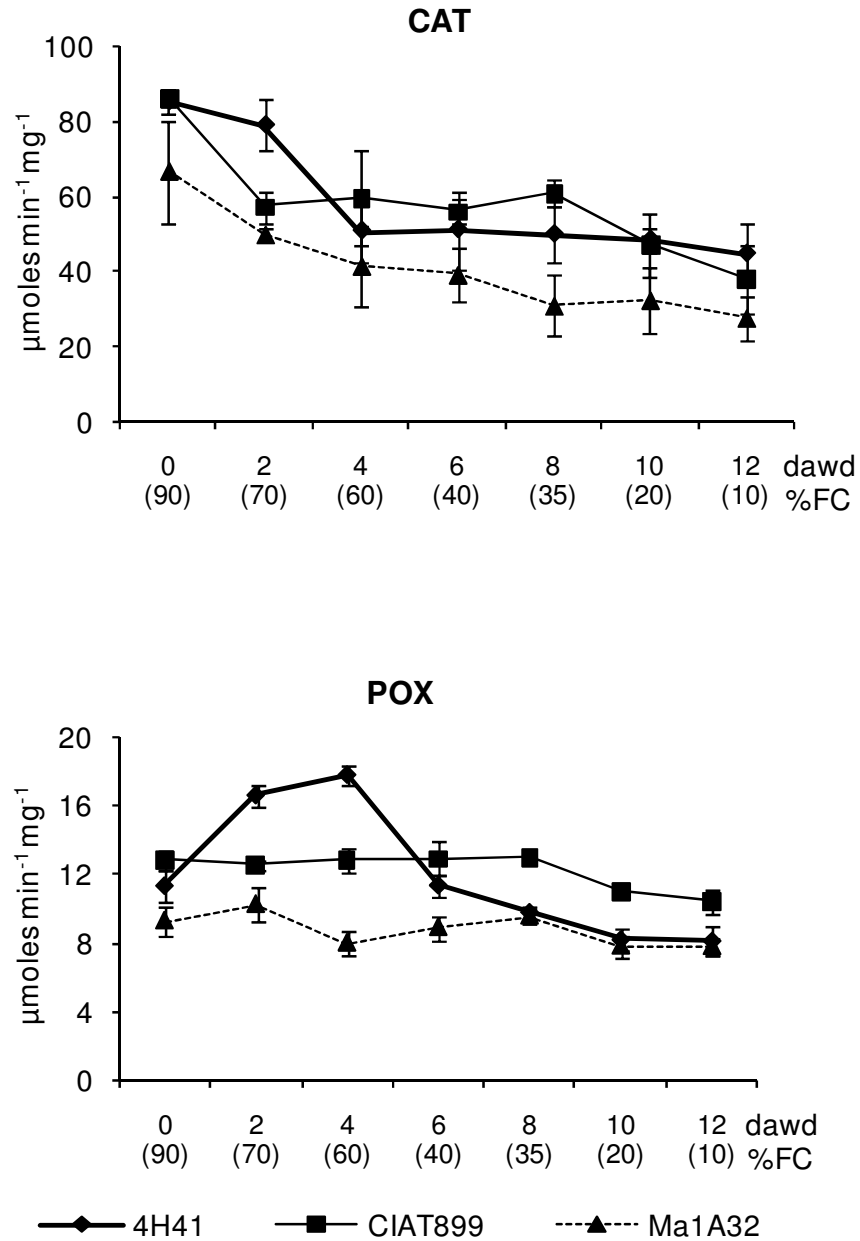 CAT
100
80
60
40
20
0
µmoles min⁻¹ mg⁻¹
0 2 4 6 8 10 12 dawd
(90) (70) (60) (40) (35) (20) (10) %FC
POX
20
16
12
8
4
0
µmoles min⁻¹ mg⁻¹
0 2 4 6 8 10 12 dawd
(90) (70) (60) (40) (35) (20) (10) %FC
4H41 CIAT899 Ma1A32